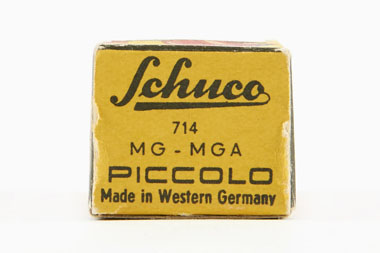 Schuco
714
MG - MGA
PICCOLO
Made in Western Germany